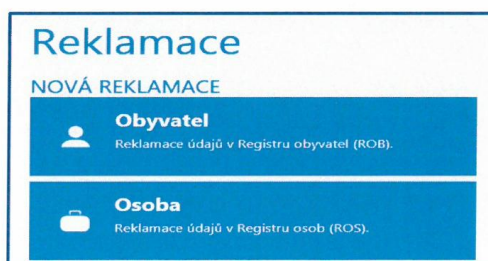 Reklamace
NOVÁ REKLAMACE
Obyvatel
Reklamace údajů v Registru obyvatel (ROB).
Osoba
Reklamace údajů v Registru osob (ROS).